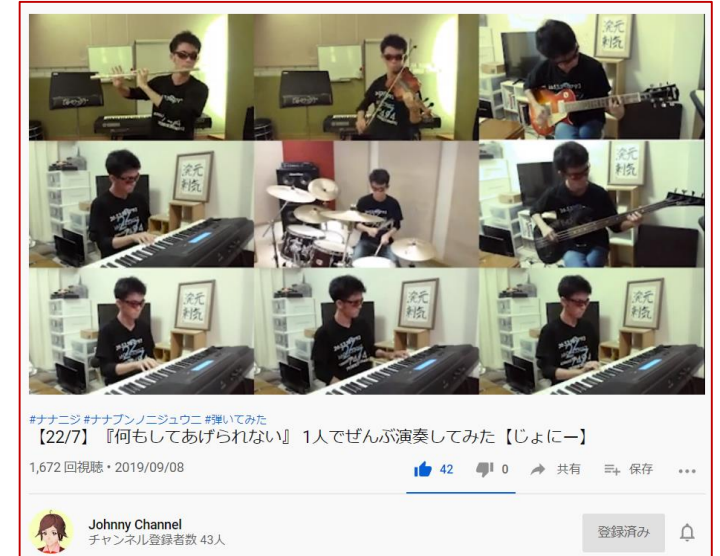 #ナナニジ #ナナブンノニジュウニ #弾いてみた
【22/7】『何もしてあげられない』 1人でぜんぶ演奏してみた【じょにー】
1,672 回視聴・2019/09/08
42
0
共有
保存
Johnny Channel
チャンネル登録者数 43人
登録済み